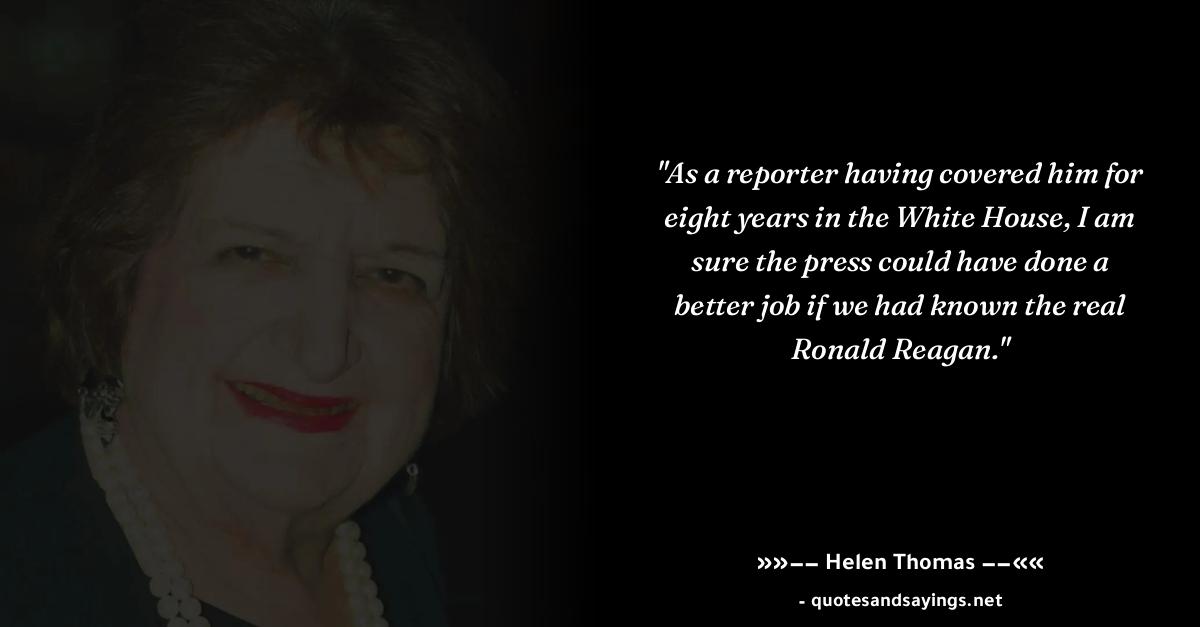 "As a reporter having covered him for
eight years in the White House, I am
sure the press could have done a
better job if we had known the real
Ronald Reagan."
»»–– Helen Thomas ––««
- quotesandsayings.net